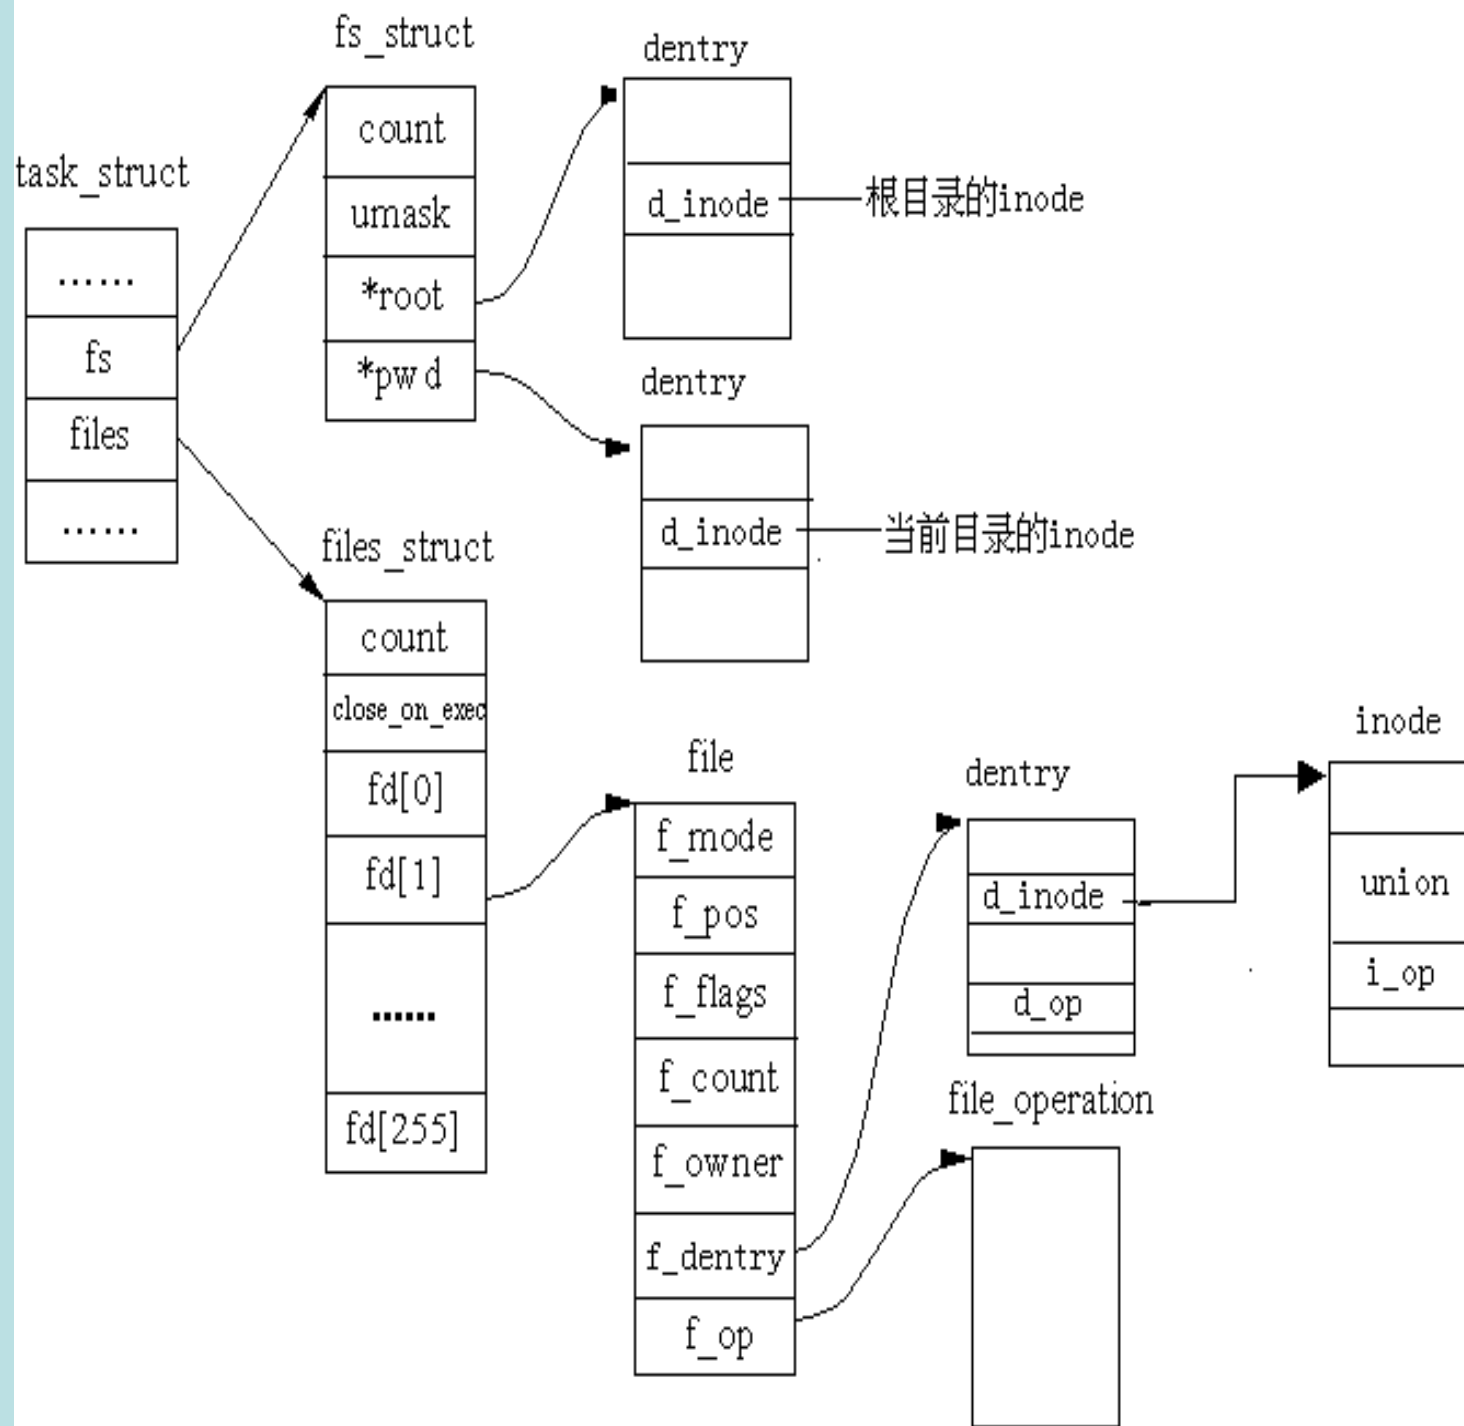 task_struct
……
fs
files
……
fs_struct
count
umask
*root
*pwd
dentry
d_inode
根目录的inode
dentry
d_inode
当前目录的inode
files_struct
count
close_on_exec
fd[0]
fd[1]
……
fd[255]
file
f_mode
f_pos
f_flags
f_count
f_owner
f_dentry
f_op
dentry
d_inode
d_op
file_operation
inode
union
i_op